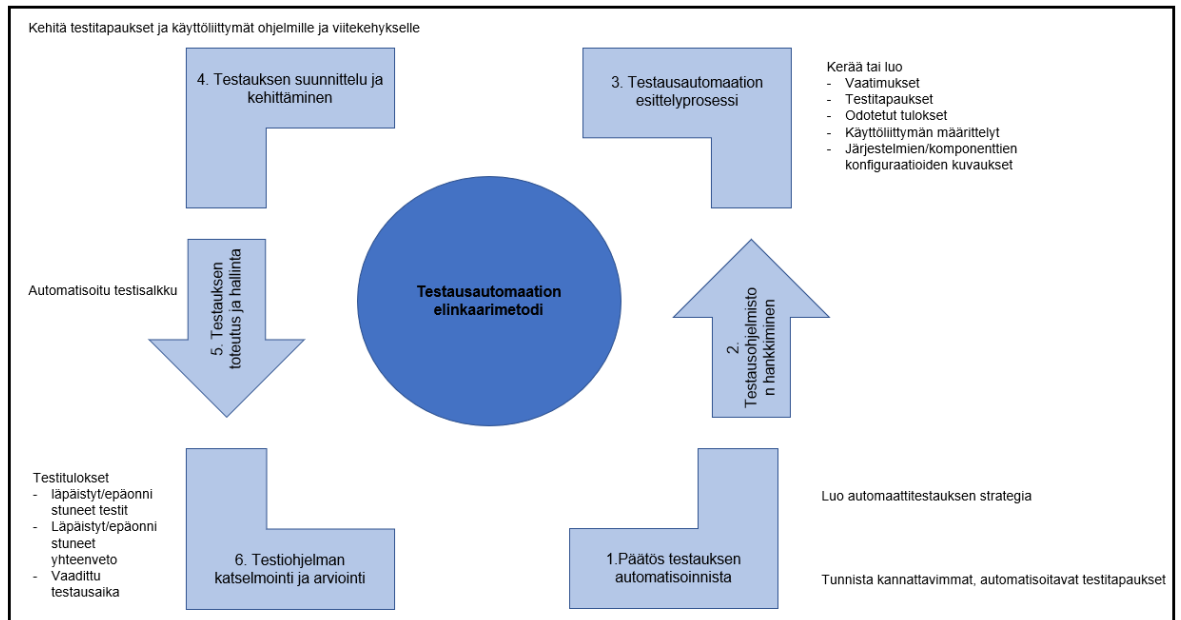 Kehitä testitapaukset ja käyttöliittymät ohjelmille ja viitekehykselle
4. Testauksen suunnittelu ja
kehittäminen
3. Testausautomaation
esittelyprosessi
Kerää tai luo
- Vaatimukset
- Testitapaukset
- Odotetut tulokset
- Käyttöliittymän määrittelyt
- Järjestelmien/komponenttien
konfiguraatioiden kuvaukset
Automatisoitu testisalkku
5. Testauksen
toteutus ja hallinta
Testausautomaation
elinkaarimetodi
2.
Testausohjelmisto
n hankkiminen
Testitulokset
- läpäistyt/epäonni
stuneet testit
- Läpäistyt/epäonni
stuneet
yhteenveto
- Vaadittu
testausaika
6. Testiohjelman
katselmointi ja arviointi
1.Päätös testauksen
automatisoinnista
Luo automaattitestauksen strategia
Tunnista kannattavimmat, automatisoitavat testitapaukset